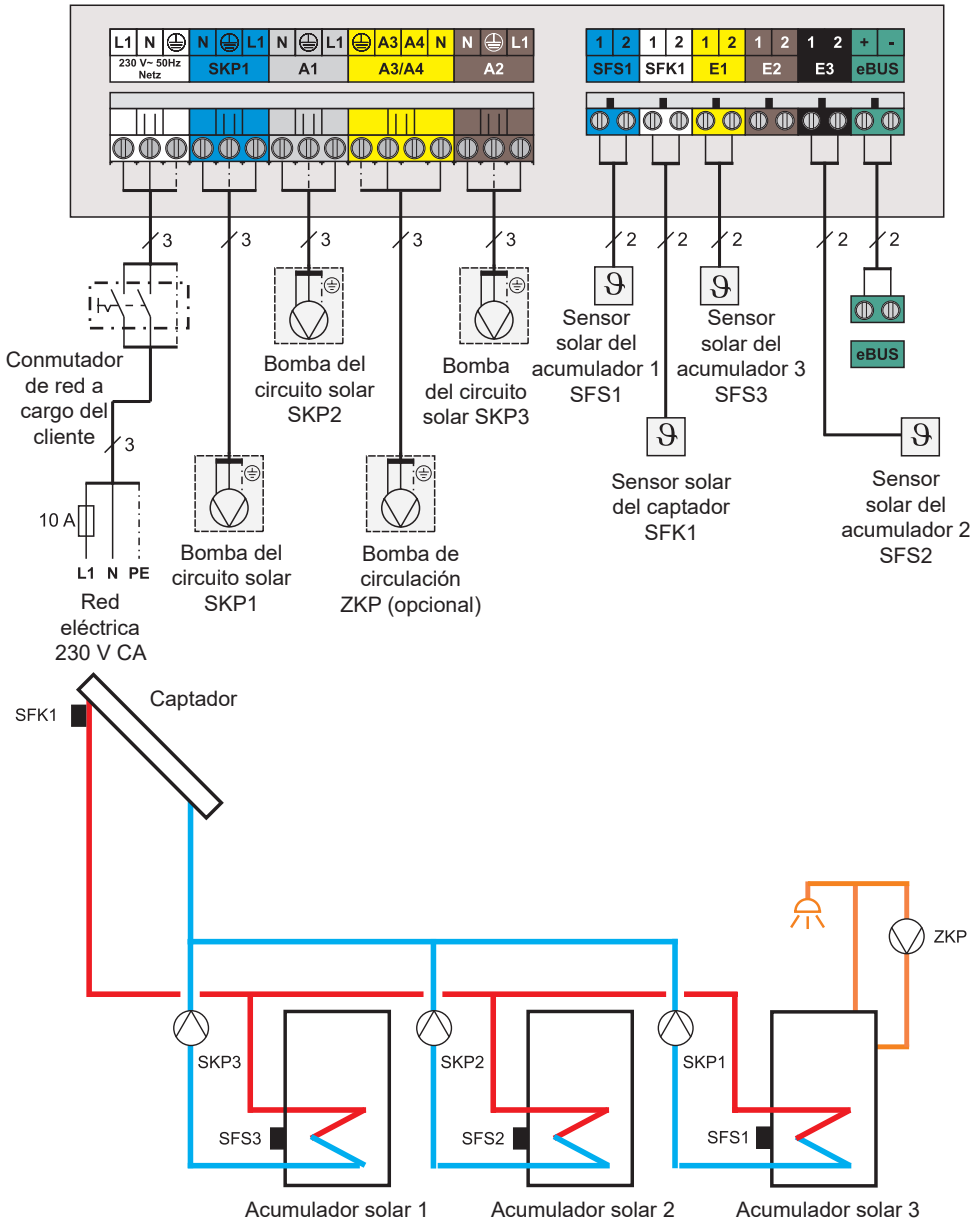 L1 N N L1 N L1 A3 A4 N N L1
230 V~ 50Hz
Netz
SKP1 A1 A3/A4 A2
1 2 1 2 1 2 1 2 1 2 + -
SFS1 SFK1 E1 E2 E3 eBUS
3 3 3 3 3 2 2 2 2 2
Conmutador
de red a
cargo del
cliente
3
10 A
L1 N PE
Red
eléctrica
230 V CA
Bomba del
circuito solar
SKP1
Bomba del
circuito solar
SKP2
Bomba de
circulación
ZKP (opcional)
Bomba
del circuito
solar SKP3
ϑ
Sensor
solar del
acumulador 1
SFS1
ϑ
Sensor solar
del captador
SFK1
ϑ
Sensor
solar del
acumulador 3
SFS3
eBUS
ϑ
Sensor
solar del
acumulador 2
SFS2
Captador
SFK1
ZKP
SKP3 SKP2 SKP1
SFS3 SFS2 SFS1
Acumulador solar 1 Acumulador solar 2 Acumulador solar 3